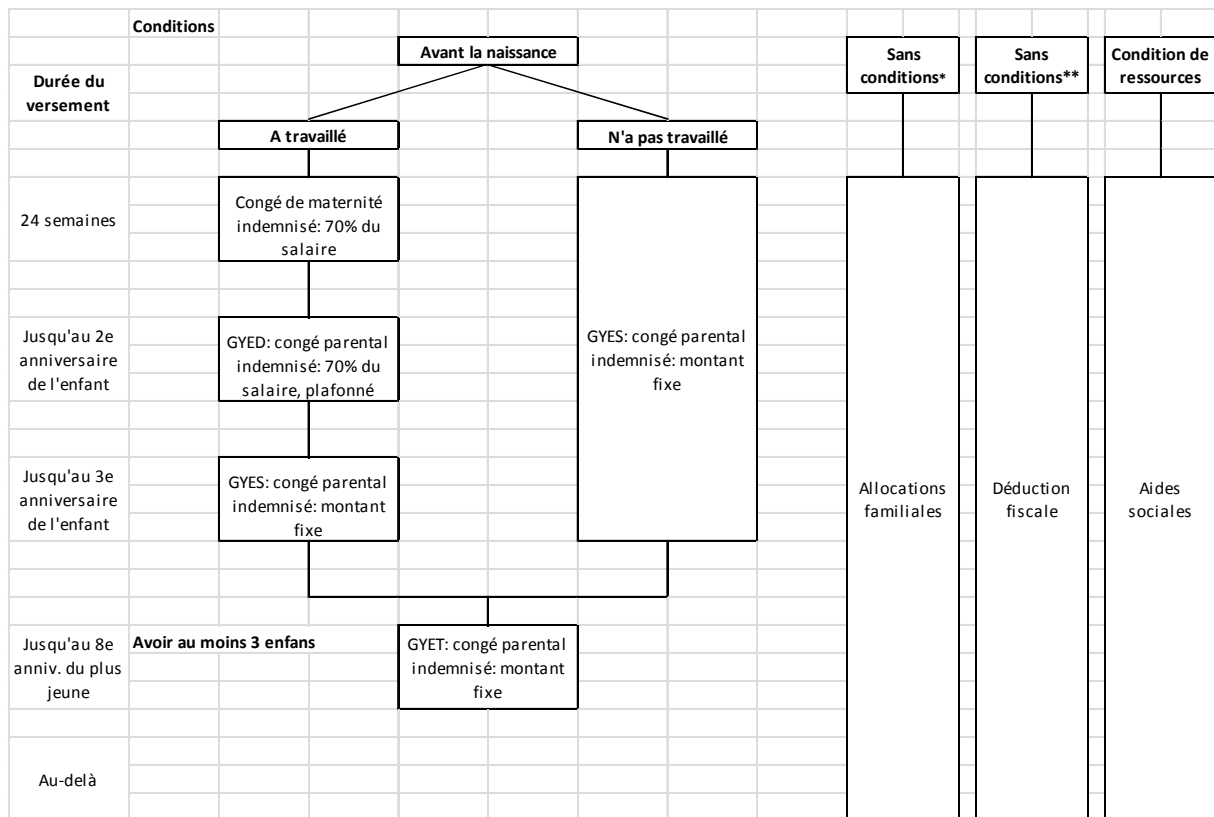 Conditions
Avant la naissance
Durée du
versement
Sans
conditions*
Sans
conditions**
Condition de
ressources
A travaillé
N'a pas travaillé
24 semaines
Congé de maternité
indemnisé: 70% du
salaire
Jusqu'au 2e
anniversaire
de l'enfant
GYED: congé parental
indemnisé: 70% du
salaire, plafonné
GYES: congé parental
indemnisé: montant
fixe
Jusqu'au 3e
anniversaire
de l'enfant
GYES: congé parental
indemnisé: montant
fixe
Allocations
familiales
Déduction
fiscale
Aides
sociales
Jusqu'au 8e
anniv. du plus
jeune
Avoir au moins 3 enfans
GYET: congé parental
indemnisé: montant
fixe
Au-delà